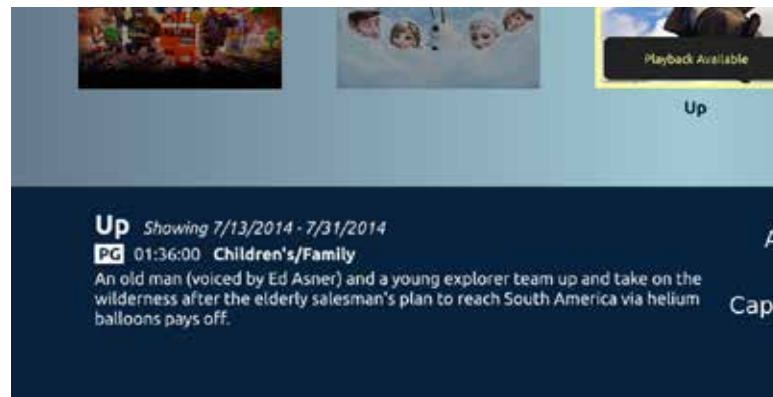 Playback Available
Up
Up Showing 7/13/2014 - 7/31/2014
PG 01:36:00 Children's/Family
An old man (voiced by Ed Asner) and a young explorer team up and take on the
wilderness after the elderly salesman's plan to reach South America via helium
balloons pays off.
A
Cap